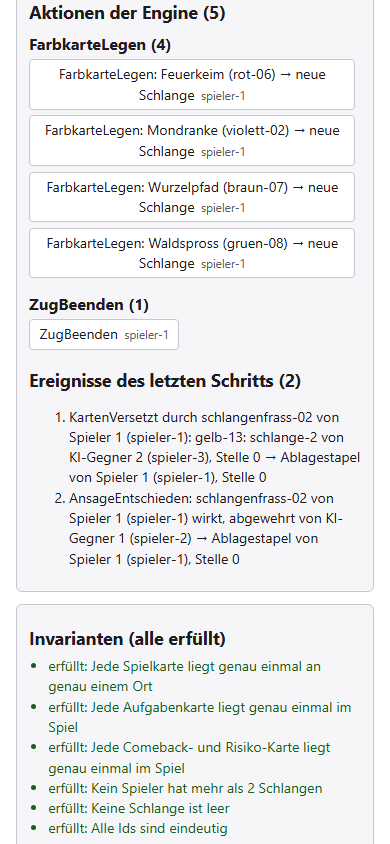 Aktionen der Engine (5)
FarbkarteLegen (4)
FarbkarteLegen: Feuerkeim (rot-06) → neue
Schlange spieler-1
FarbkarteLegen: Mondranke (violett-02) → neue
Schlange spieler-1
FarbkarteLegen: Wurzelpfad (braun-07) → neue
Schlange spieler-1
FarbkarteLegen: Waldspross (gruen-08) → neue
Schlange spieler-1
ZugBeenden (1)
ZugBeenden spieler-1
Ereignisse des letzten Schritts (2)
1. KartenVersetzt durch schlangenfrass-02 von
Spieler 1 (spieler-1): gelb-13: schlange-2 von
KI-Gegner 2 (spieler-3), Stelle 0 → Ablagestapel
von Spieler 1 (spieler-1), Stelle 0
2. AnsageEntschieden: schlangenfrass-02 von
Spieler 1 (spieler-1) wirkt, abgewehrt von KI-
Gegner 1 (spieler-2) → Ablagestapel von
Spieler 1 (spieler-1), Stelle 0
Invarianten (alle erfüllt)
• erfüllt: Jede Spielkarte liegt genau einmal an
genau einem Ort
• erfüllt: Jede Aufgabenkarte liegt genau einmal im
Spiel
• erfüllt: Jede Comeback- und Risiko-Karte liegt
genau einmal im Spiel
• erfüllt: Kein Spieler hat mehr als 2 Schlangen
• erfüllt: Keine Schlange ist leer
• erfüllt: Alle Ids sind eindeutig